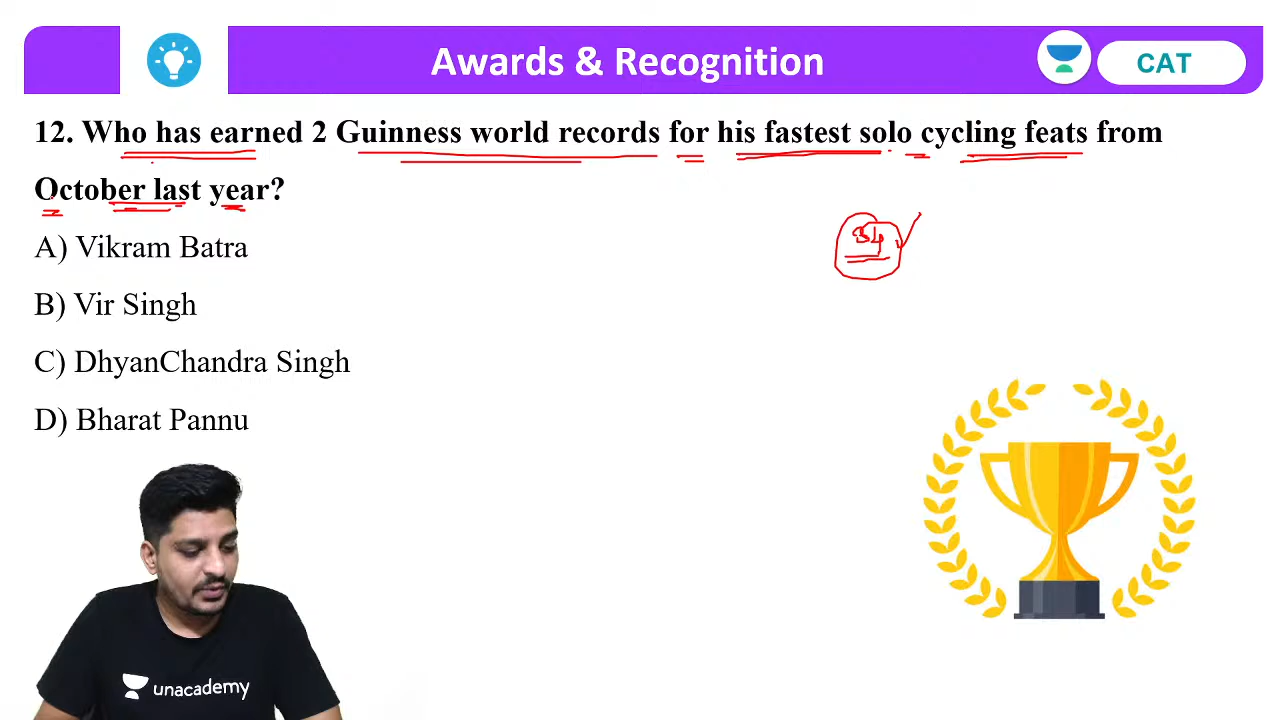 Awards & Recognition
CAT
12. Who has earned 2 Guinness world records for his fastest solo cycling feats from
October last year?
34
A) Vikram Batra
B) Vir Singh
C) DhyanChandra Singh
D) Bharat Pannu
unacademy